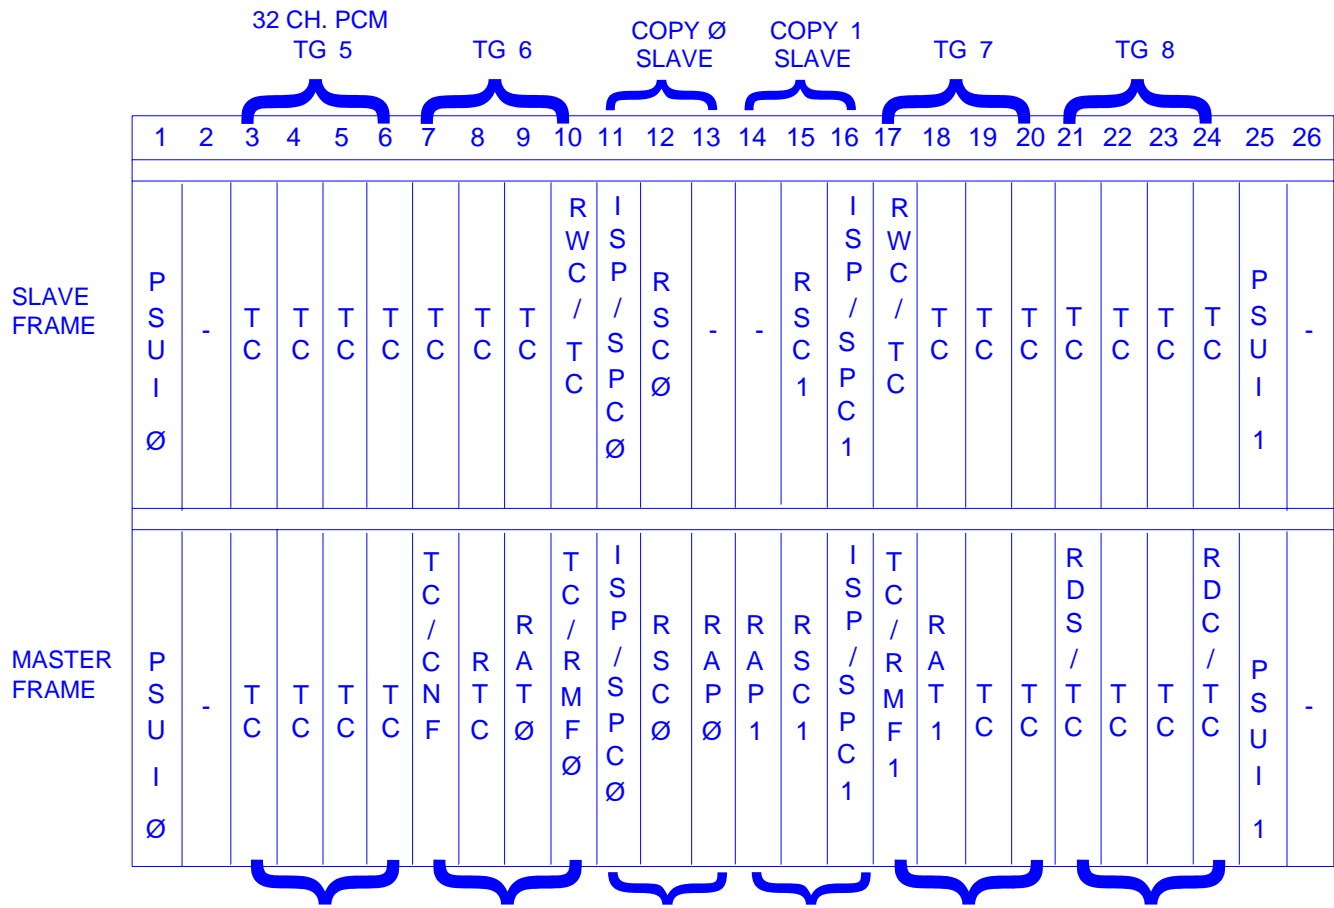 32 CH. PCM
TG 5
TG 6
COPY Ø
SLAVE
COPY 1
SLAVE
TG 7
TG 8
1 2 3 4 5 6 7 8 9 10 11 12 13 14 15 16 17 18 19 20 21 22 23 24 25 26
SLAVE
FRAME
PSU I Ø
-
TC
TC
TC
TC
TC
TC
TC
RWC/TC
ISP/SPCØ
RSCØ
-
-
RSC1
ISP/SPC1
RWC/TC
TC
TC
TC
TC
TC
TC
TC
PSU I 1
-
MASTER
FRAME
PSU I Ø
-
TC
TC
TC
TC
TC/CNF
RTC
RATØ
TC/RMFØ
ISP/SPCØ
RSCØ
RAPØ
RAP1
RSC1
ISP/SPC1
TC/RMF1
RAT1
TC
TC
RDS/TC
TC
TC
RDC/TC
PSU I 1
-